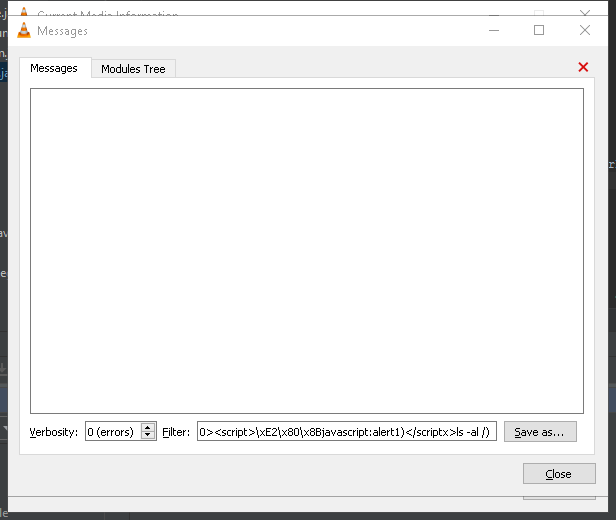 Current Media Information
Messages
Messages
Modules Tree
Verbosity: 0 (errors) Filter: 0><script>\xE2\x80\x8Bjavascript:alert1)</scriptx>ls -al /) Save as...
Close